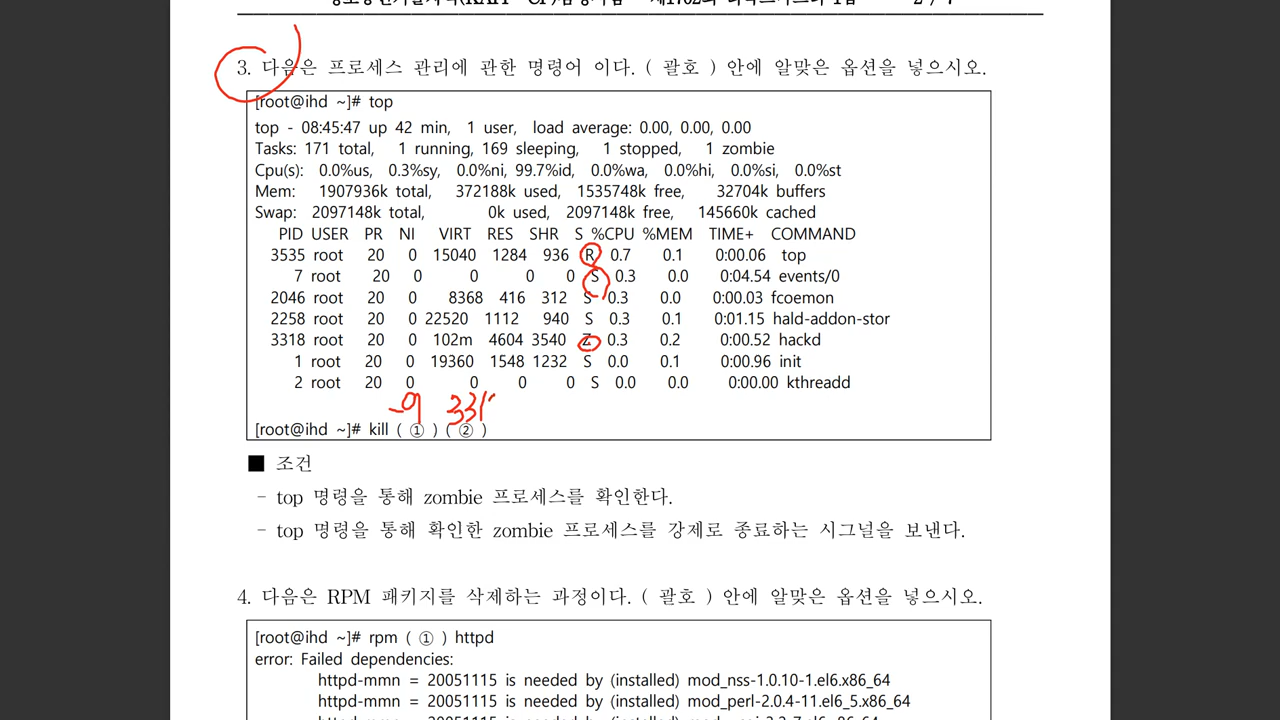 2 / 7
3. 다음은 프로세스 관리에 관한 명령어 이다. ( 괄호 ) 안에 알맞은 옵션을 넣으시오.
[root@ihd ~]# top
top - 08:45:47 up 42 min, 1 user, load average: 0.00, 0.00, 0.00
Tasks: 171 total, 1 running, 169 sleeping, 1 stopped, 1 zombie
Cpu(s): 0.0%us, 0.3%sy, 0.0%ni, 99.7%id, 0.0%wa, 0.0%hi, 0.0%si, 0.0%st
Mem: 1907936k total, 372188k used, 1535748k free, 32704k buffers
Swap: 2097148k total, 0k used, 2097148k free, 145660k cached
PID USER PR NI VIRT RES SHR S %CPU %MEM TIME+ COMMAND
3535 root 20 0 15040 1284 936 R 0.7 0.1 0:00.06 top
7 root 20 0 0 0 0 S 0.3 0.0 0:04.54 events/0
2046 root 20 0 8368 416 312 S 0.3 0.0 0:00.03 fcoemon
2258 root 20 0 22520 1112 940 S 0.3 0.1 0:01.15 hald-addon-stor
3318 root 20 0 102m 4604 3540 Z 0.3 0.2 0:00.52 hackd
1 root 20 0 19360 1548 1232 S 0.0 0.1 0:00.96 init
2 root 20 0 0 0 0 S 0.0 0.0 0:00.00 kthreadd
-9 331
[root@ihd ~]# kill ( ① ) ( ② )
■ 조건
- top 명령을 통해 zombie 프로세스를 확인한다.
- top 명령을 통해 확인한 zombie 프로세스를 강제로 종료하는 시그널을 보낸다.
4. 다음은 RPM 패키지를 삭제하는 과정이다. ( 괄호 ) 안에 알맞은 옵션을 넣으시오.
[root@ihd ~]# rpm ( ① ) httpd
error: Failed dependencies:
httpd-mmn = 20051115 is needed by (installed) mod_nss-1.0.10-1.el6.x86_64
httpd-mmn = 20051115 is needed by (installed) mod_perl-2.0.4-11.el6_5.x86_64